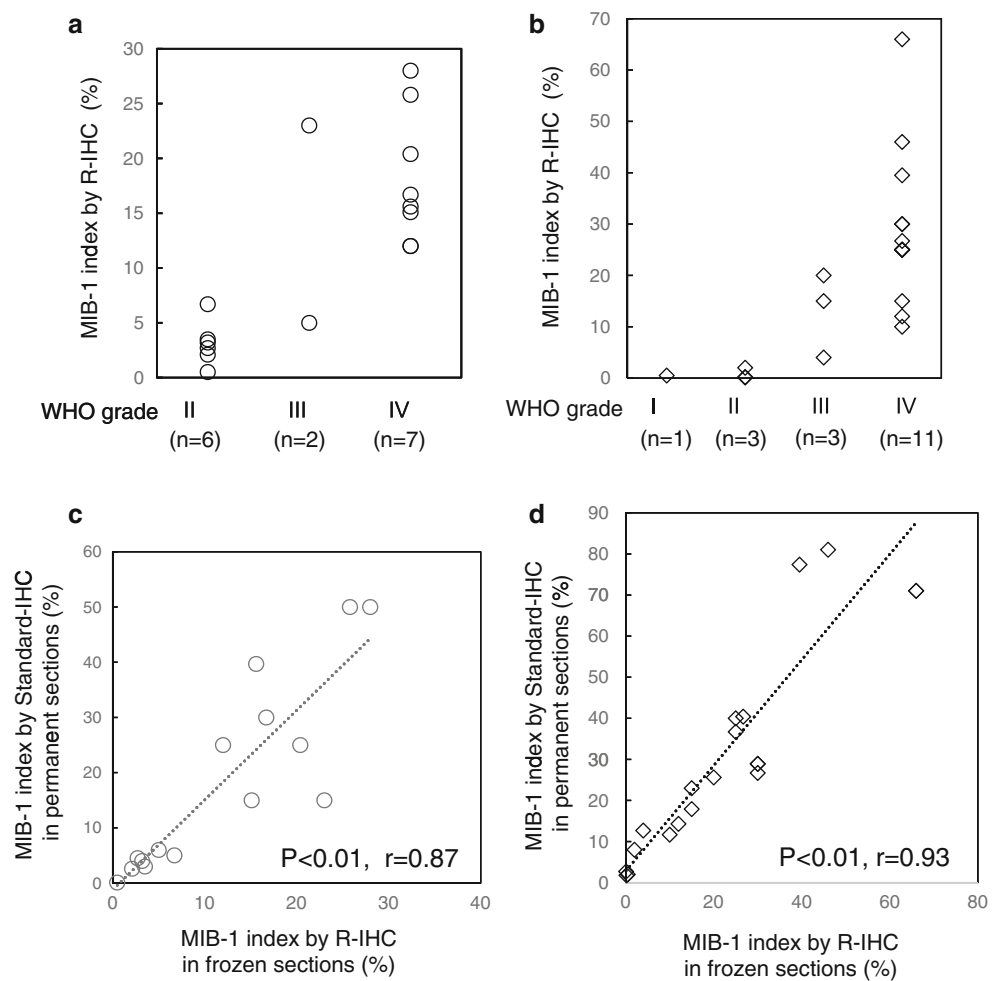 a
30
25
20
15
10
5
0
MIB-1 index by R-IHC (%)
WHO grade II III IV
(n=6) (n=2) (n=7)
b
70
60
50
40
30
20
10
0
MIB-1 index by R-IHC (%)
WHO grade I II III IV
(n=1) (n=3) (n=3) (n=11)
c
60
50
40
30
20
10
0
MIB-1 index by Standard-IHC
in permanent sections (%)
P<0.01, r=0.87
0 10 20 30 40
MIB-1 index by R-IHC
in frozen sections (%)
d
90
80
70
60
50
40
30
20
10
0
MIB-1 index by Standard-IHC
in permanent sections (%)
P<0.01, r=0.93
0 20 40 60 80
MIB-1 index by R-IHC
in frozen sections (%)